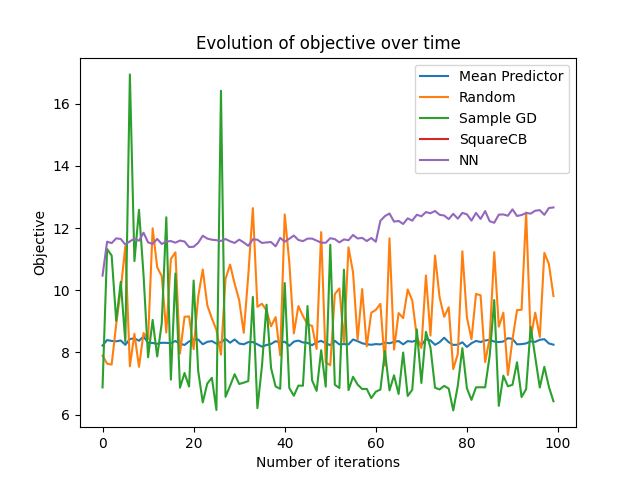 Evolution of objective over time
Mean Predictor
Random
Sample GD
SquareCB
NN
Objective
16
14
12
10
8
6
0 20 40 60 80 100
Number of iterations